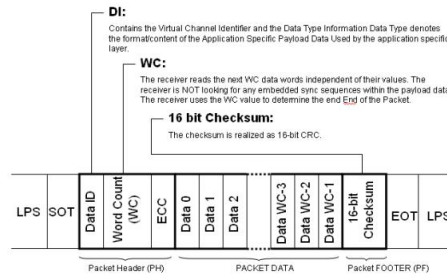 DI:
Contains the Virtual Channel Identifier and the Data Type Information Data Type denotes
the format/content of the Application Specific Payload Data Used by the application specific
layer.
WC:
The receiver reads the next WC data words independent of their values. The
receiver is NOT looking for any embedded sync sequences within the payload data.
The receiver uses the WC value to determine the end End of the Packet.
16 bit Checksum:
The checksum is realized as 16-bit CRC.
LPS
SOT
Data ID
Word Count
(WC)
ECC
Data 0
Data 1
Data 2
Data WC-3
Data WC-2
Data WC-1
16-bit
Checksum
EOT
LPS
Packet Header (PH)
PACKET DATA
Packet FOOTER (PF)